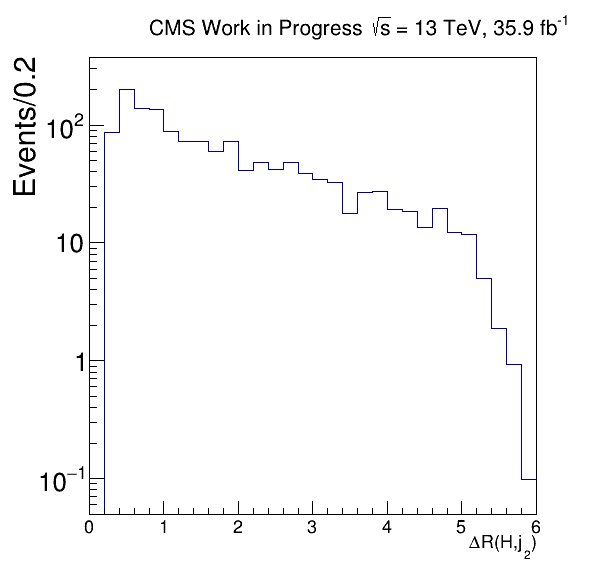 CMS Work in Progress √s = 13 TeV, 35.9 fb⁻¹
Events/0.2
10²
10
1
10⁻¹
0 1 2 3 4 5 6
ΔR(H,j₂)